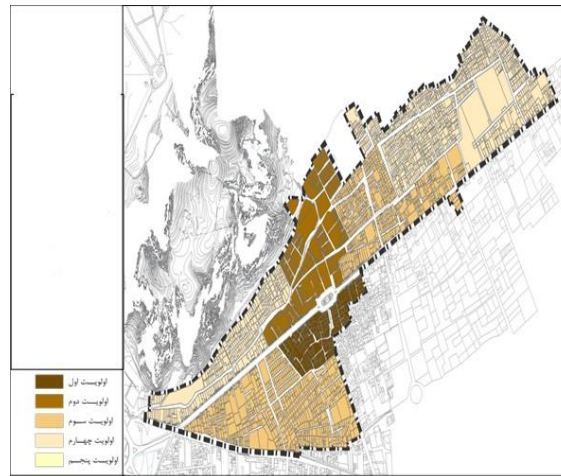 اولویت اول
اولویت دوم
اولویت سوم
اولویت چهارم
اولویت پنجم